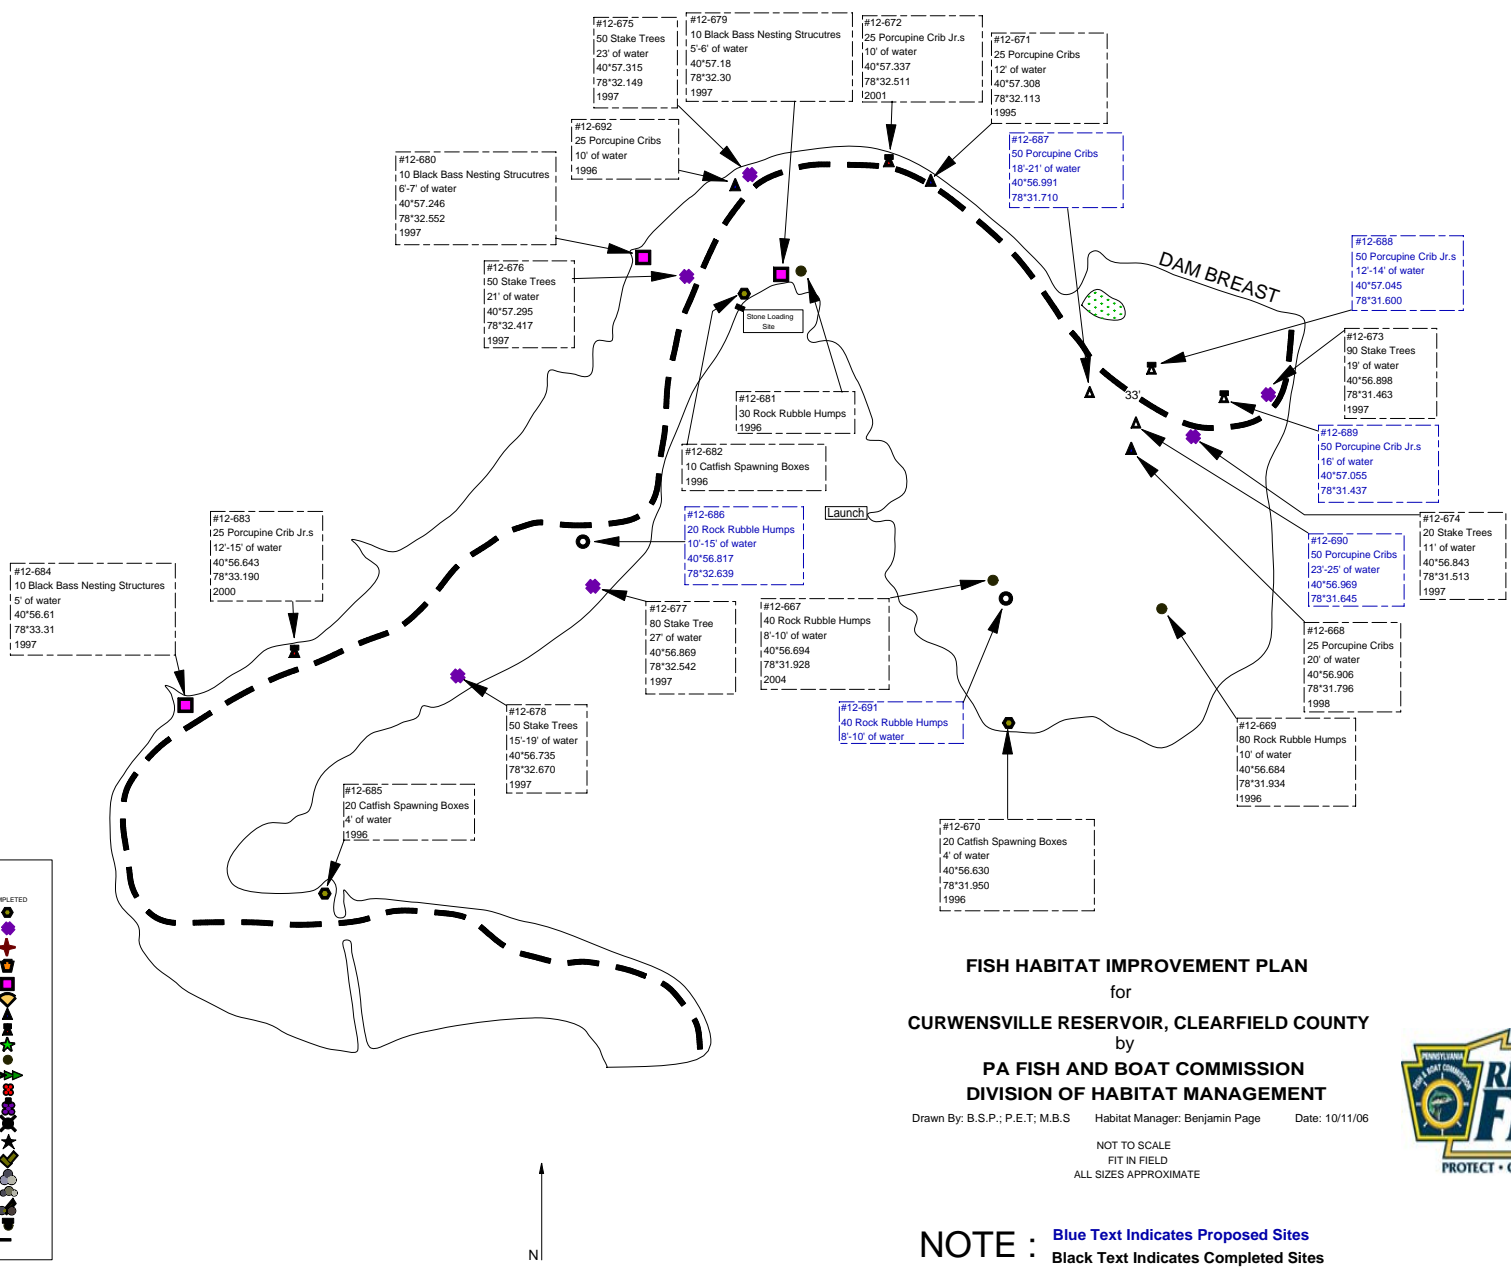 #12-675
50 Stake Trees
23' of water
40*57.315
78*32.149
1997
#12-679
10 Black Bass Nesting Strucutres
5'-6' of water
40*57.18
78*32.30
1997
#12-672
25 Porcupine Crib Jr.s
10' of water
40*57.337
78*32.511
2001
#12-671
25 Porcupine Cribs
12' of water
40*57.308
78*32.113
1995
#12-692
25 Porcupine Cribs
10' of water
1996
#12-687
50 Porcupine Cribs
18'-21' of water
40*56.991
78*31.710
#12-680
10 Black Bass Nesting Strucutres
6'-7' of water
40*57.246
78*32.552
1997
#12-676
50 Stake Trees
21' of water
40*57.295
78*32.417
1997
DAM BREAST
#12-688
50 Porcupine Crib Jr.s
12'-14' of water
40*57.045
78*31.600
Stone Loading
Site
#12-673
90 Stake Trees
19' of water
40*56.898
78*31.463
1997
33'
#12-681
30 Rock Rubble Humps
1996
#12-682
10 Catfish Spawning Boxes
1996
#12-689
50 Porcupine Crib Jr.s
16' of water
40*57.055
78*31.437
Launch
#12-686
20 Rock Rubble Humps
10'-15' of water
40*56.817
78*32.639
#12-683
25 Porcupine Crib Jr.s
12'-15' of water
40*56.643
78*33.190
2000
#12-674
20 Stake Trees
11' of water
40*56.843
78*31.513
1997
#12-690
50 Porcupine Cribs
23'-25' of water
40*56.969
78*31.645
#12-684
10 Black Bass Nesting Structures
5' of water
40*56.61
78*33.31
1997
#12-677
80 Stake Tree
27' of water
40*56.869
78*32.542
1997
#12-667
40 Rock Rubble Humps
8'-10' of water
40*56.694
78*31.928
2004
#12-668
25 Porcupine Cribs
20' of water
40*56.906
78*31.796
1998
#12-678
50 Stake Trees
15'-19' of water
40*56.735
78*32.670
1997
#12-691
40 Rock Rubble Humps
8'-10' of water
#12-669
80 Rock Rubble Humps
10' of water
40*56.684
78*31.934
1996
#12-685
20 Catfish Spawning Boxes
4' of water
1996
#12-670
20 Catfish Spawning Boxes
4' of water
40*56.630
78*31.950
1996
MPLETED
FISH HABITAT IMPROVEMENT PLAN
for
CURWENSVILLE RESERVOIR, CLEARFIELD COUNTY
by
PA FISH AND BOAT COMMISSION
DIVISION OF HABITAT MANAGEMENT
Drawn By: B.S.P.; P.E.T; M.B.S Habitat Manager: Benjamin Page Date: 10/11/06
NOT TO SCALE
FIT IN FIELD
ALL SIZES APPROXIMATE
PENNSYLVANIA
FISH & BOAT COMMISSION
PROTECT •
N
NOTE : Blue Text Indicates Proposed Sites
Black Text Indicates Completed Sites